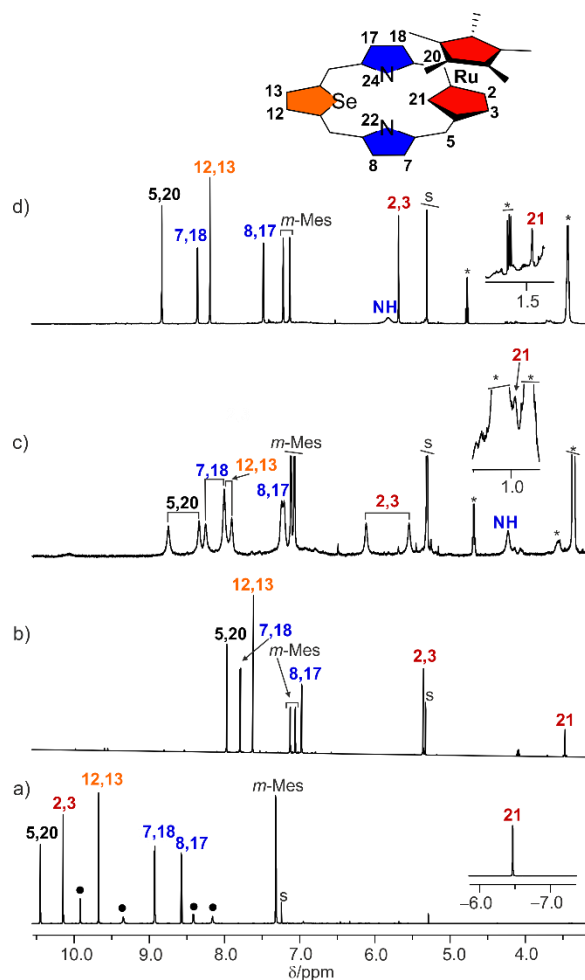 17 18
20
24 N
Ru
13
Se
21
2
12
22
N
3
5
8 7
d)
5,20
12,13
7,18
8,17
m-Mes
NH
2,3
s
*
*
21
1.5
*
c)
5,20
7,18
12,13
8,17
m-Mes
2,3
s
*
NH
*
* 21 *
1.0
*
b)
5,20
12,13
7,18
m-Mes
8,17
2,3
s
21
a)
5,20
2,3
12,13
7,18
8,17
m-Mes
s
21
−6.0 −7.0
10.0 9.0 8.0 7.0 6.0 5.0 4.0
δ/ppm